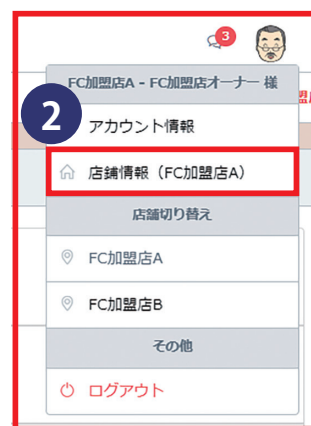 3
FC加盟店A - FC加盟店オーナー 様
2
アカウント情報
店舗情報（FC加盟店A）
店舗切り替え
FC加盟店A
FC加盟店B
その他
ログアウト